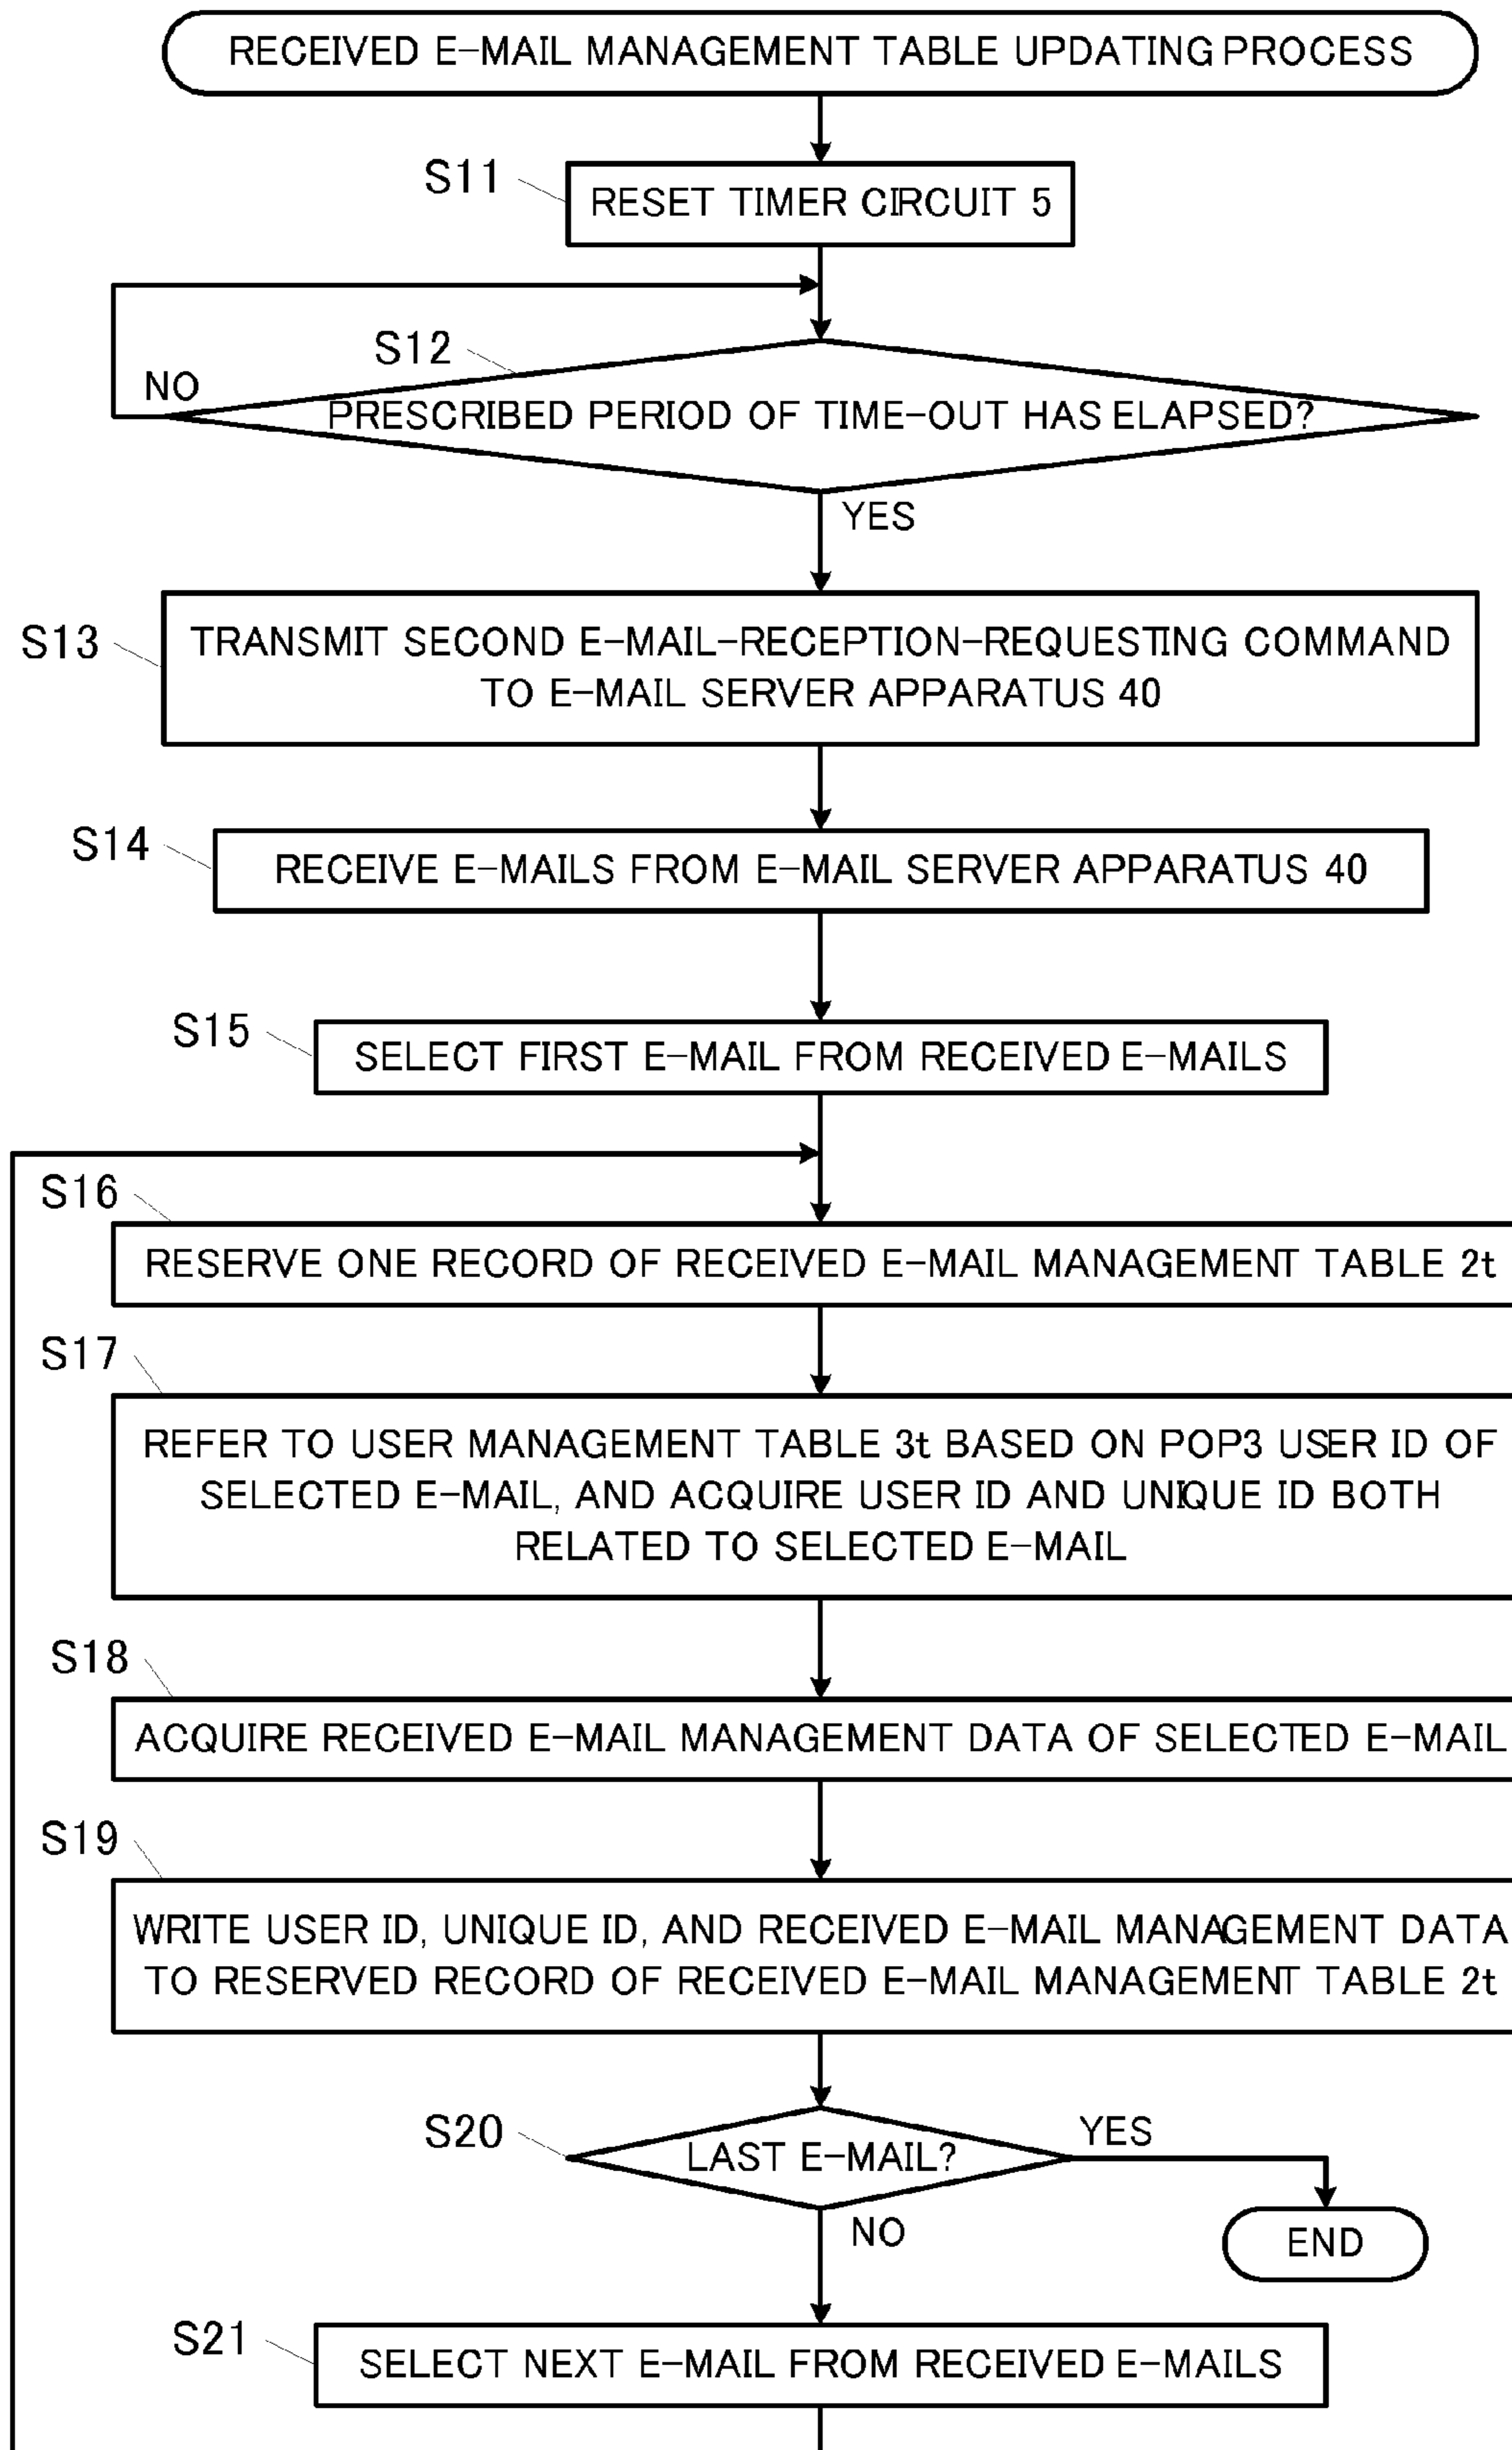 RECEIVED E-MAIL MANAGEMENT TABLE UPDATING PROCESS
S11
RESET TIMER CIRCUIT 5
S12
NO
PRESCRIBED PERIOD OF TIME-OUT HAS ELAPSED?
YES
S13
TRANSMIT SECOND E-MAIL-RECEPTION-REQUESTING COMMAND
TO E-MAIL SERVER APPARATUS 40
S14
RECEIVE E-MAILS FROM E-MAIL SERVER APPARATUS 40
S15
SELECT FIRST E-MAIL FROM RECEIVED E-MAILS
S16
RESERVE ONE RECORD OF RECEIVED E-MAIL MANAGEMENT TABLE 2t
S17
REFER TO USER MANAGEMENT TABLE 3t BASED ON POP3 USER ID OF
SELECTED E-MAIL, AND ACQUIRE USER ID AND UNIQUE ID BOTH
RELATED TO SELECTED E-MAIL
S18
ACQUIRE RECEIVED E-MAIL MANAGEMENT DATA OF SELECTED E-MAIL
S19
WRITE USER ID, UNIQUE ID, AND RECEIVED E-MAIL MANAGEMENT DATA
TO RESERVED RECORD OF RECEIVED E-MAIL MANAGEMENT TABLE 2t
S20
LAST E-MAIL?
YES
NO
END
S21
SELECT NEXT E-MAIL FROM RECEIVED E-MAILS